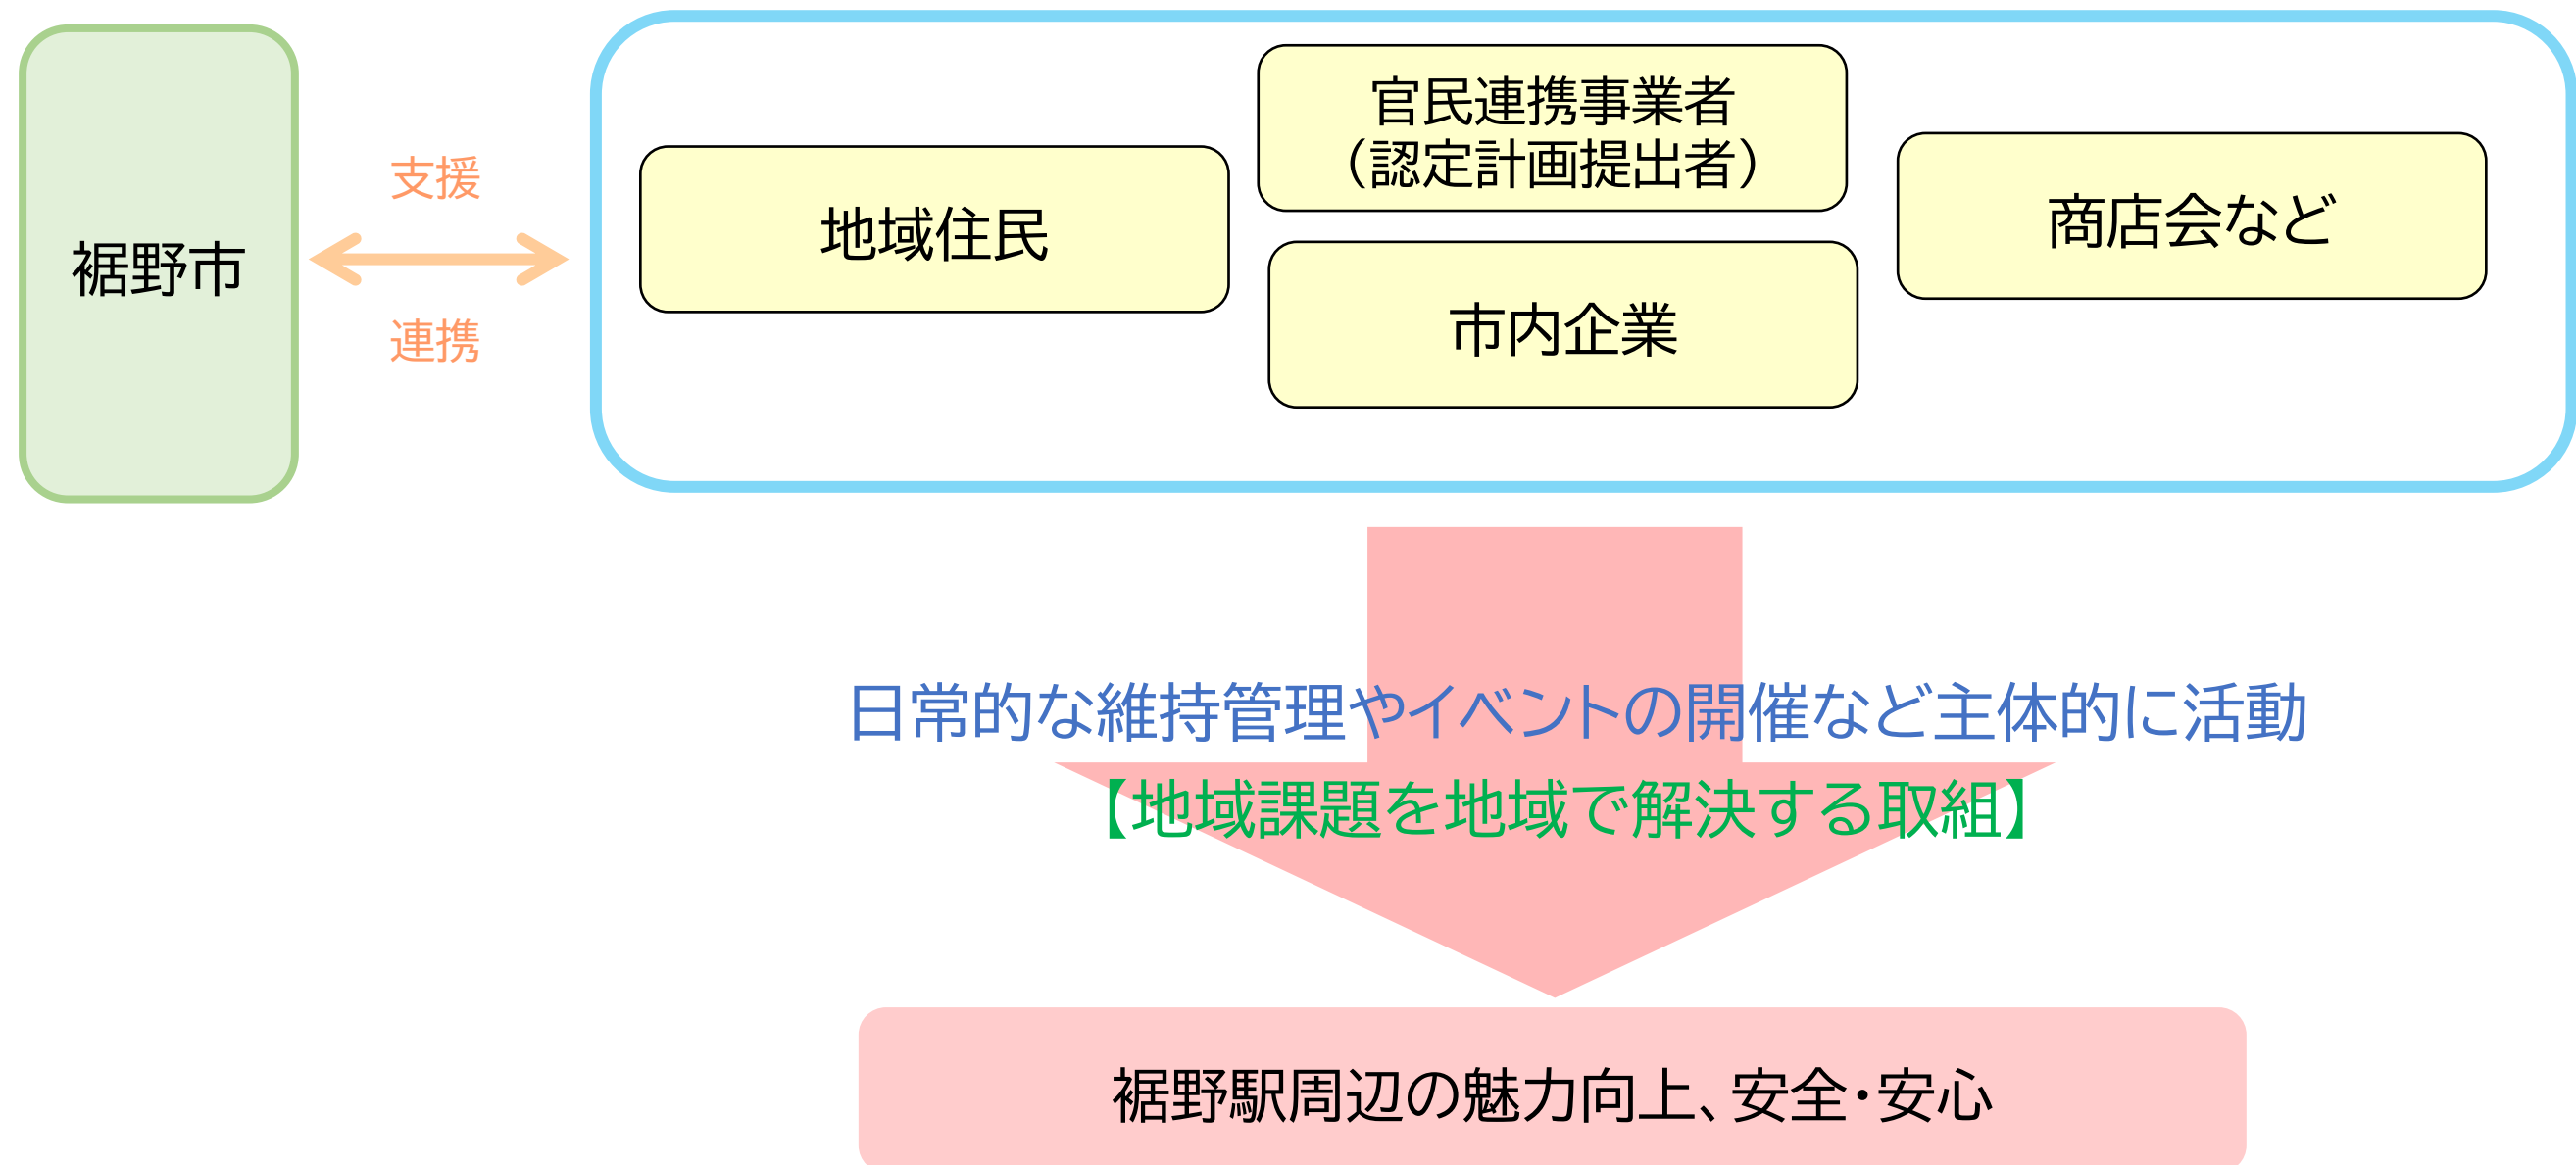 裾野市
支援
連携
地域住民
官民連携事業者
（認定計画提出者）
市内企業
商店会など
日常的な維持管理やイベントの開催など主体的に活動
【地域課題を地域で解決する取組】
裾野駅周辺の魅力向上、安全・安心